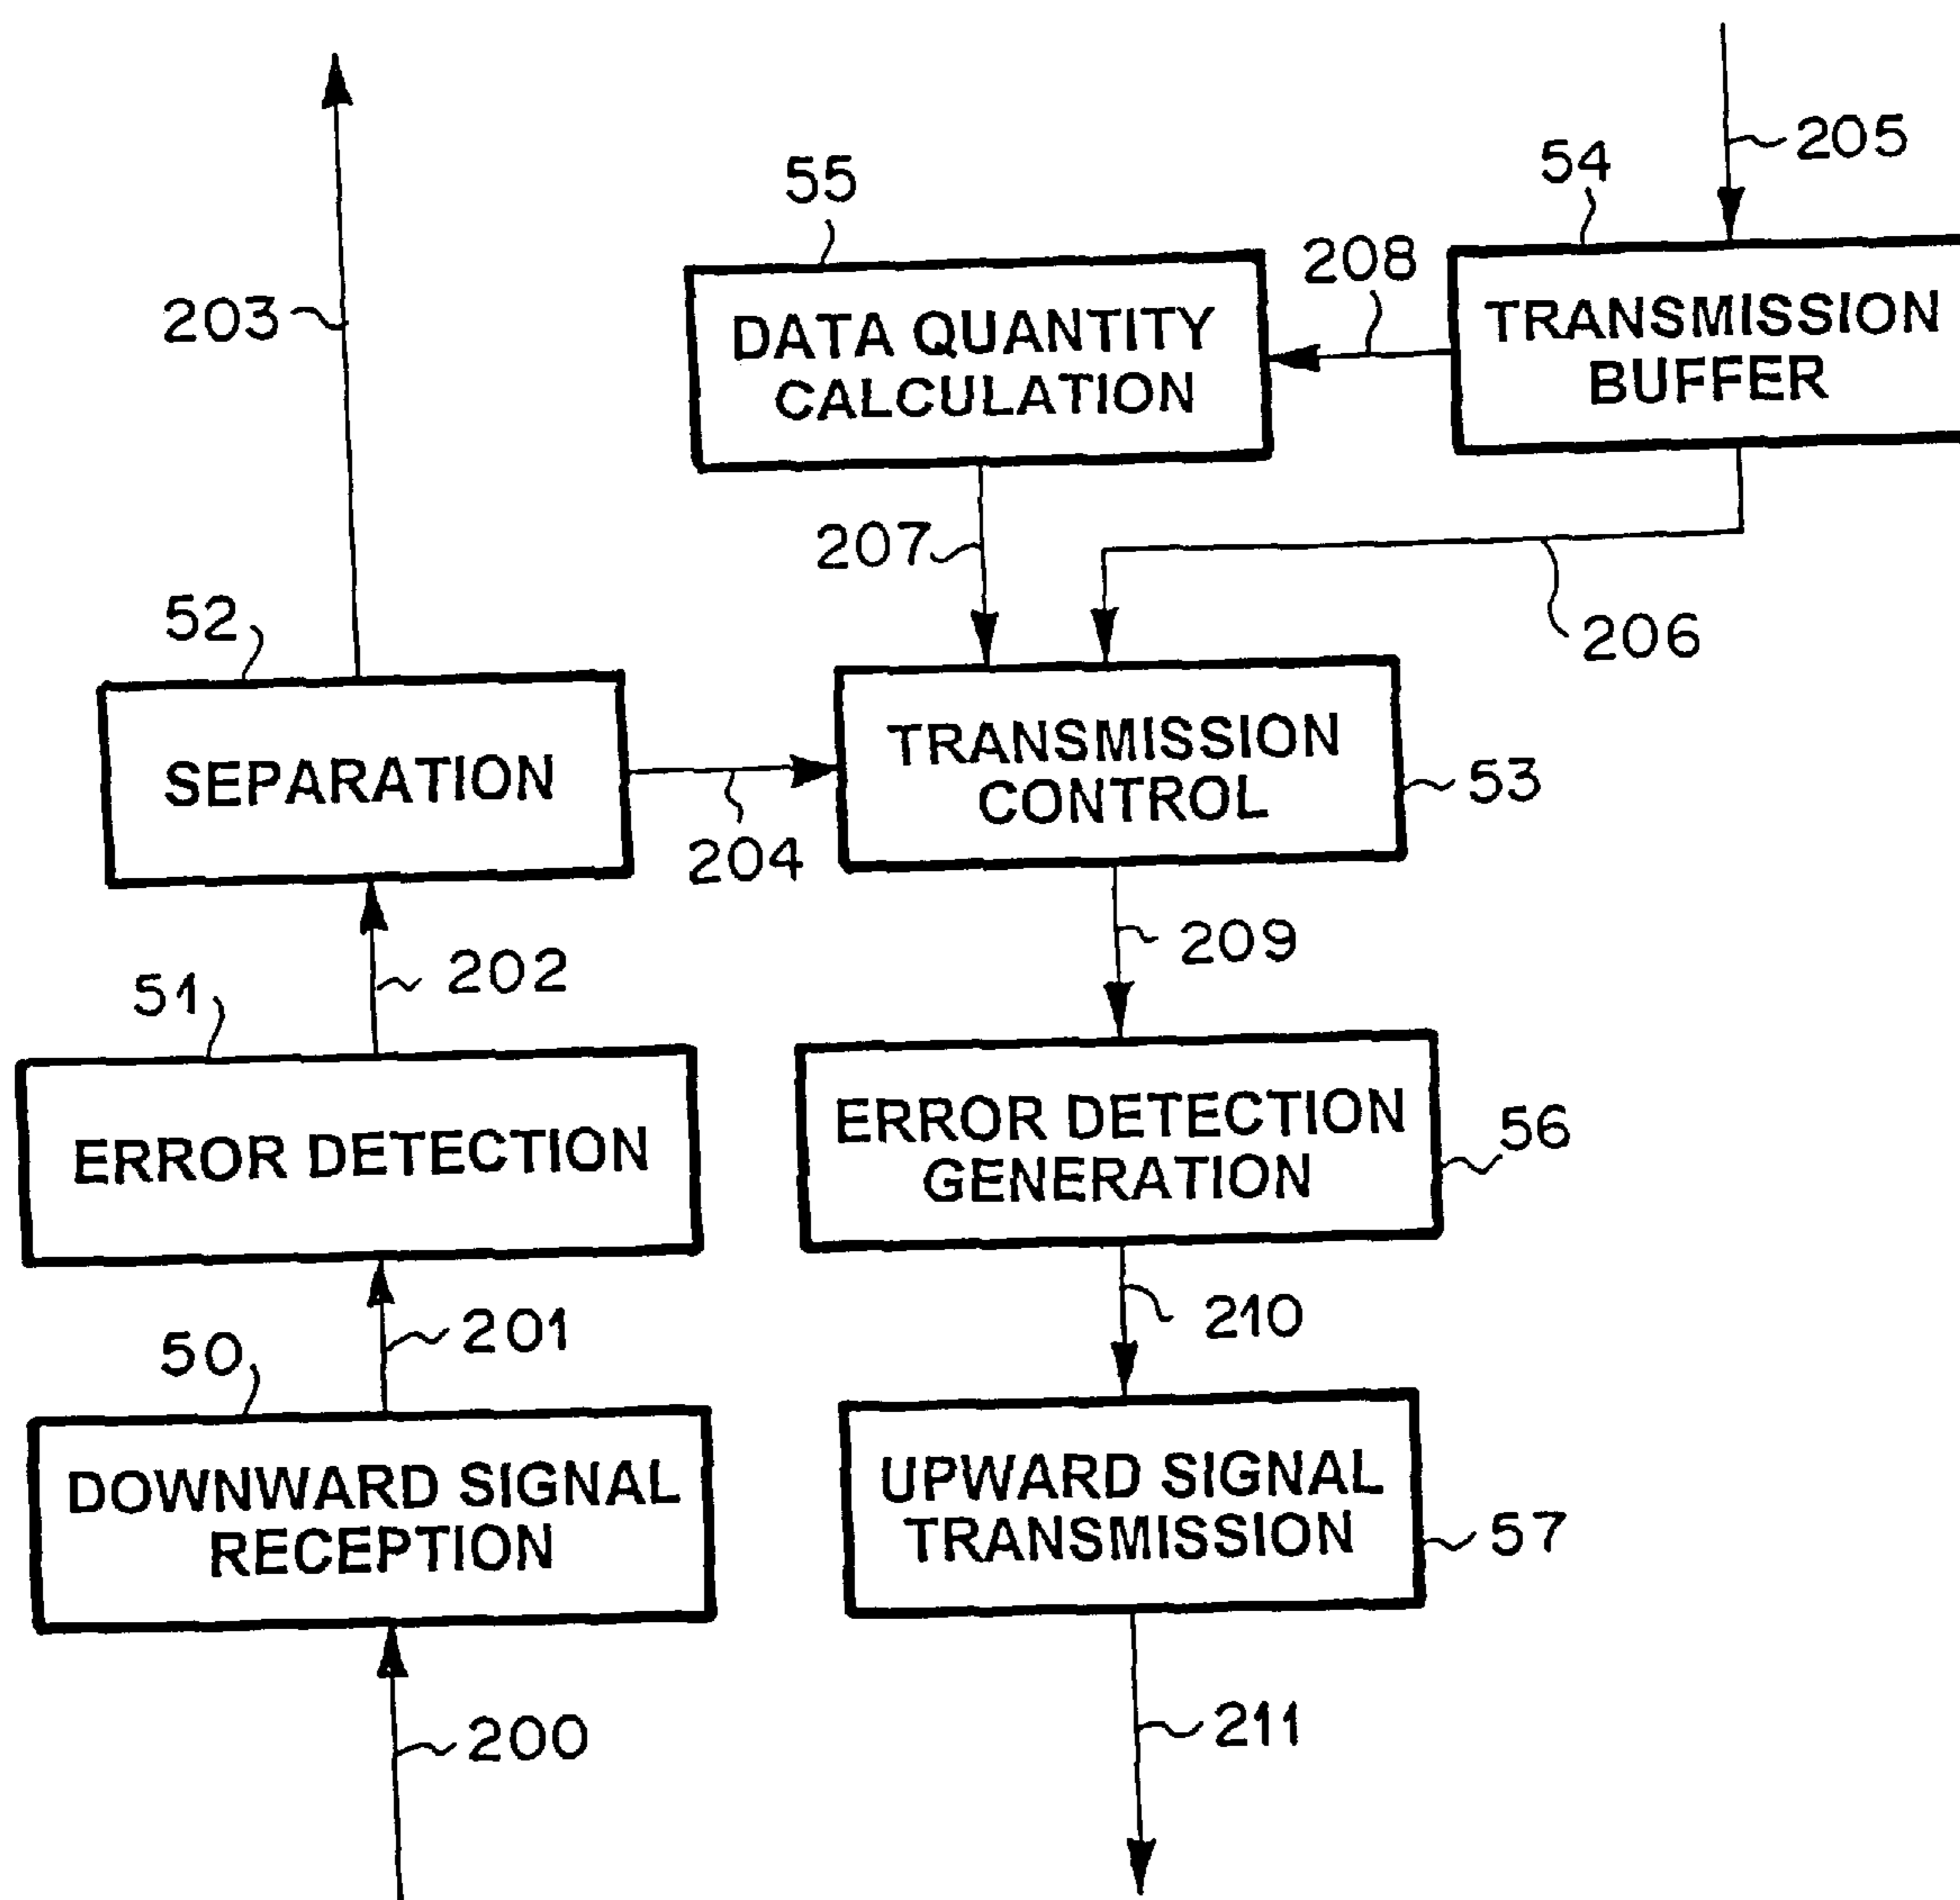 205
54
55
208
203
DATA QUANTITY
CALCULATION
TRANSMISSION
BUFFER
207
206
52
SEPARATION
TRANSMISSION
CONTROL
53
204
209
202
51
ERROR DETECTION
ERROR DETECTION
GENERATION
56
210
201
50
DOWNWARD SIGNAL
RECEPTION
UPWARD SIGNAL
TRANSMISSION
57
211
200